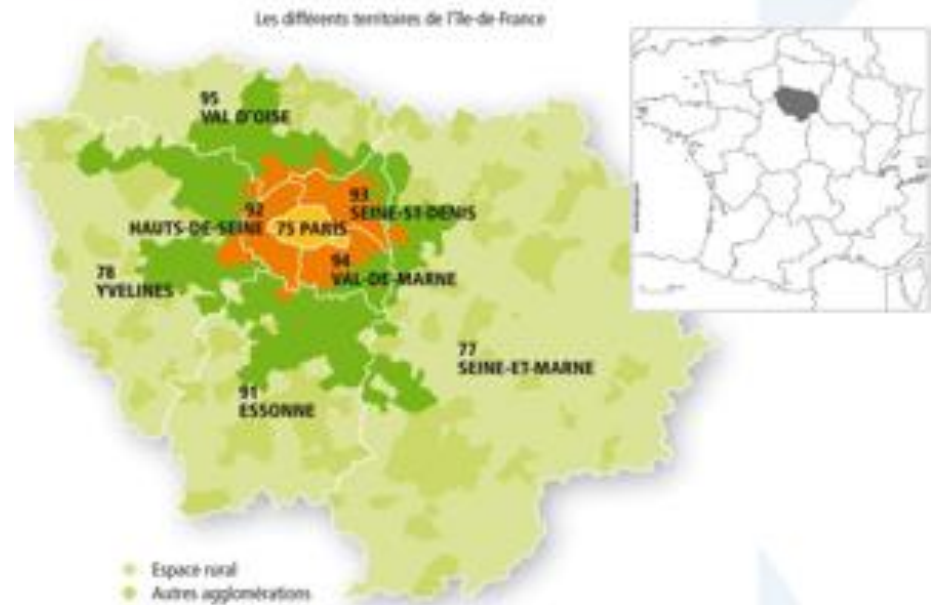 Les différents territoires de l'Île-de-France
95
VAL D'OISE
92
HAUTS-DE-SEINE
75 PARIS
93
SEINE-ST-DENIS
94
VAL-DE-MARNE
78
YVELINES
77
SEINE-ET-MARNE
91
ESSONNE
Espace rural
Autres agglomérations